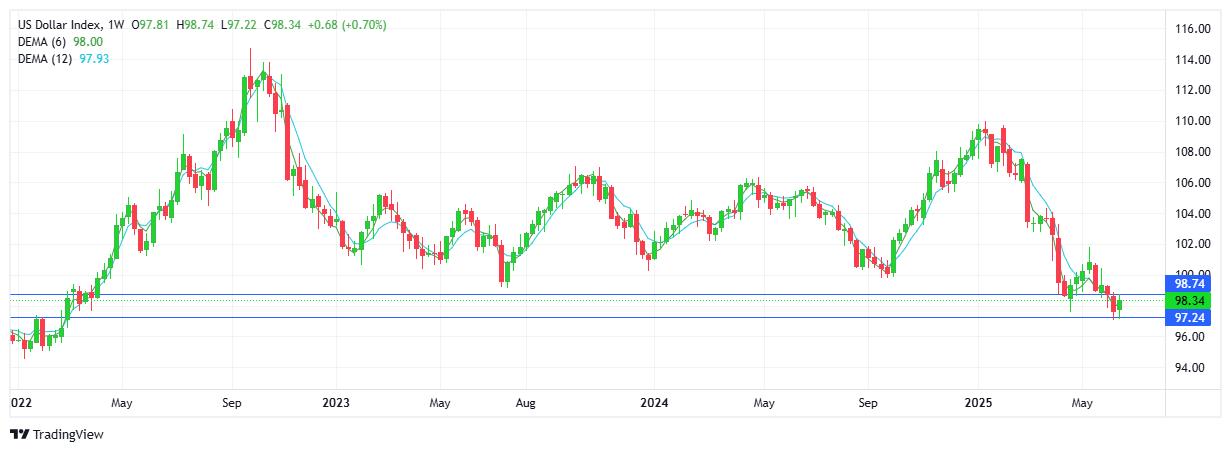 US Dollar Index, 1W O97.81 H98.74 L97.22 C98.34 +0.68 (+0.70%)
DEMA (6) 98.00
DEMA (12) 97.93
116.00
114.00
112.00
110.00
108.00
106.00
104.00
102.00
100.00
98.74
98.34
97.24
96.00
94.00
022 May Sep 2023 May Aug 2024 May Sep 2025 May
TradingView